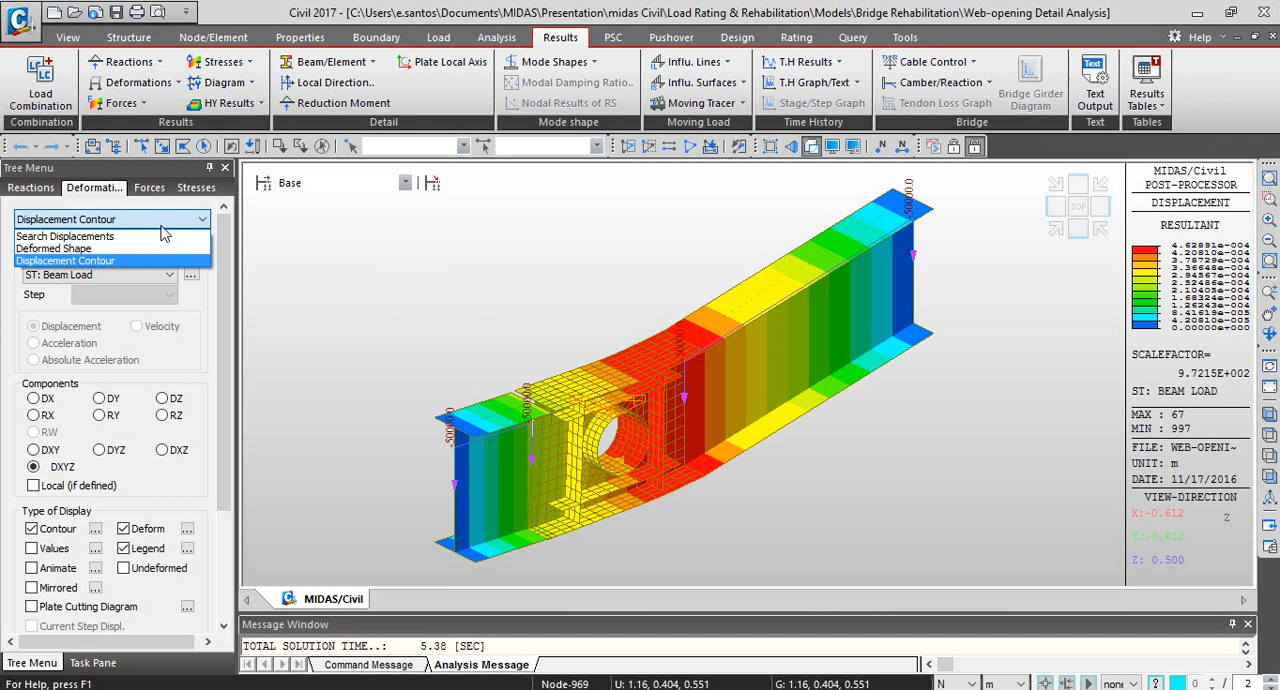 Civil 2017 - [C:\Users\e.santos\Documents\MIDAS\Presentation\midas Civil\Load Rating & Rehabilitation\Models\Bridge Rehabilitation\Web-opening Detail Analysis]
View Structure Node/Element Properties Boundary Load Analysis Results PSC Pushover Design Rating Query Tools Help
Load Combination
Combination
Reactions Stresses
Deformations Diagram
Forces HY Results
Results
Beam/Element Plate Local Axis
Local Direction..
Reduction Moment
Detail
Mode Shapes
Modal Damping Ratio..
Nodal Results of RS
Mode shape
Influ. Lines
Influ. Surfaces
Moving Tracer
Moving Load
T.H Results
T.H Graph/Text
Stage/Step Graph
Time History
Cable Control
Camber/Reaction
Tendon Loss Graph
Bridge Girder Diagram
Bridge
Text Output
Text
Results Tables
Tables
Tree Menu
Reactions Deformati... Forces Stresses
Displacement Contour
Search Displacements
Deformed Shape
Displacement Contour
ST: Beam Load ...
Step
Displacement Velocity
Acceleration
Absolute Acceleration
Components
DX DY DZ
RX RY RZ
RW
DXY DYZ DXZ
DXYZ
Local (if defined)
Type of Display
Contour ... Deform ...
Values ... Legend ...
Animate ... Undeformed
Mirrored ...
Plate Cutting Diagram ...
Current Step Displ.
Tree Menu Task Pane
Base
TOP
-50000.0
-50000.0
-50000.0
-50000.0
MIDAS/Civil
POST-PROCESSOR
DISPLACEMENT
RESULTANT
4.62891e-004
4.20810e-004
3.78729e-004
3.36648e-004
2.94567e-004
2.52486e-004
2.10405e-004
1.68324e-004
1.26243e-004
8.41619e-005
0.00000e+000
SCALEFACTOR=
9.7215E+002
ST: BEAM LOAD
MAX : 67
MIN : 997
FILE: WEB-OPENI~
UNIT: m
DATE: 11/17/2016
VIEW-DIRECTION
X:-0.612
Z
Y:-0.612
Z: 0.500
MIDAS/Civil
Message Window
TOTAL SOLUTION TIME..: 5.38 [SEC]
Command Message Analysis Message
For Help, press F1 Node-969 U: 1.16, 0.404, 0.551 G: 1.16, 0.404, 0.551 N m none ? 0 / 2